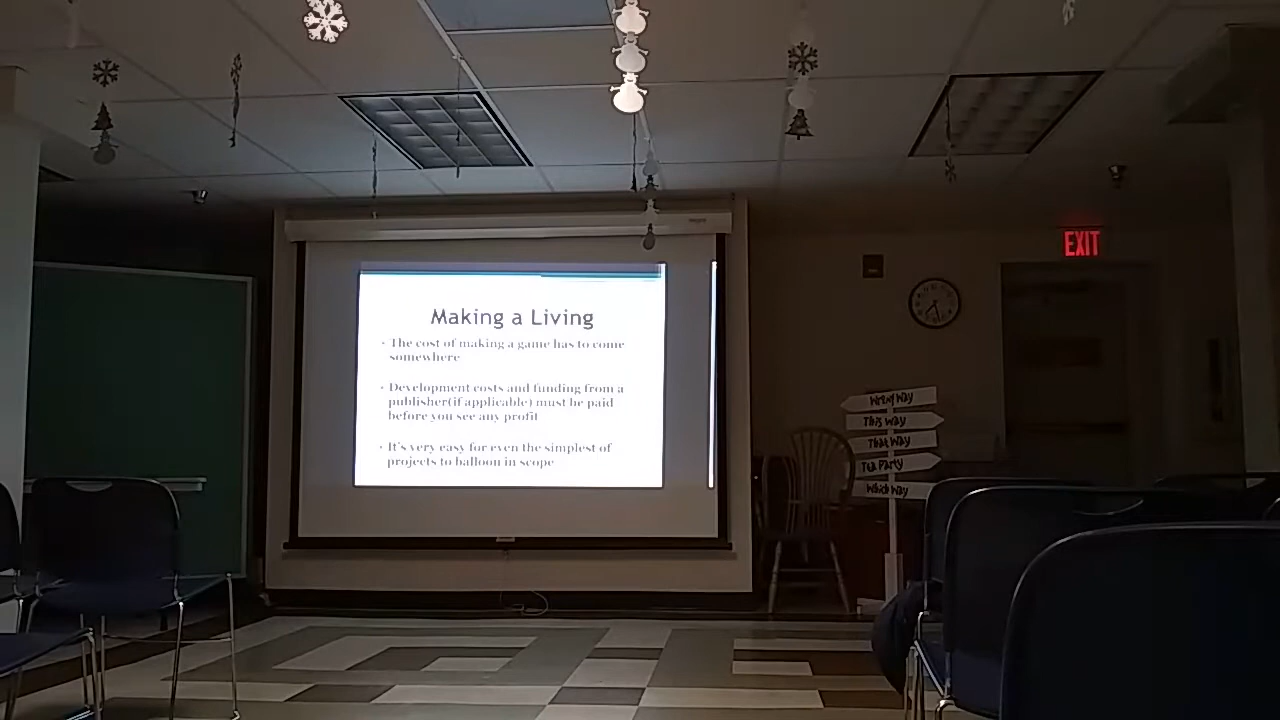 EXIT
Making a Living
• The cost of making a game has to come
somewhere
• Development costs and funding from a
publisher(if applicable) must be paid
before you see any profit
• It's very easy for even the simplest of
projects to balloon in scope
Wrong Way
This Way
That Way
Tea Party
Which Way